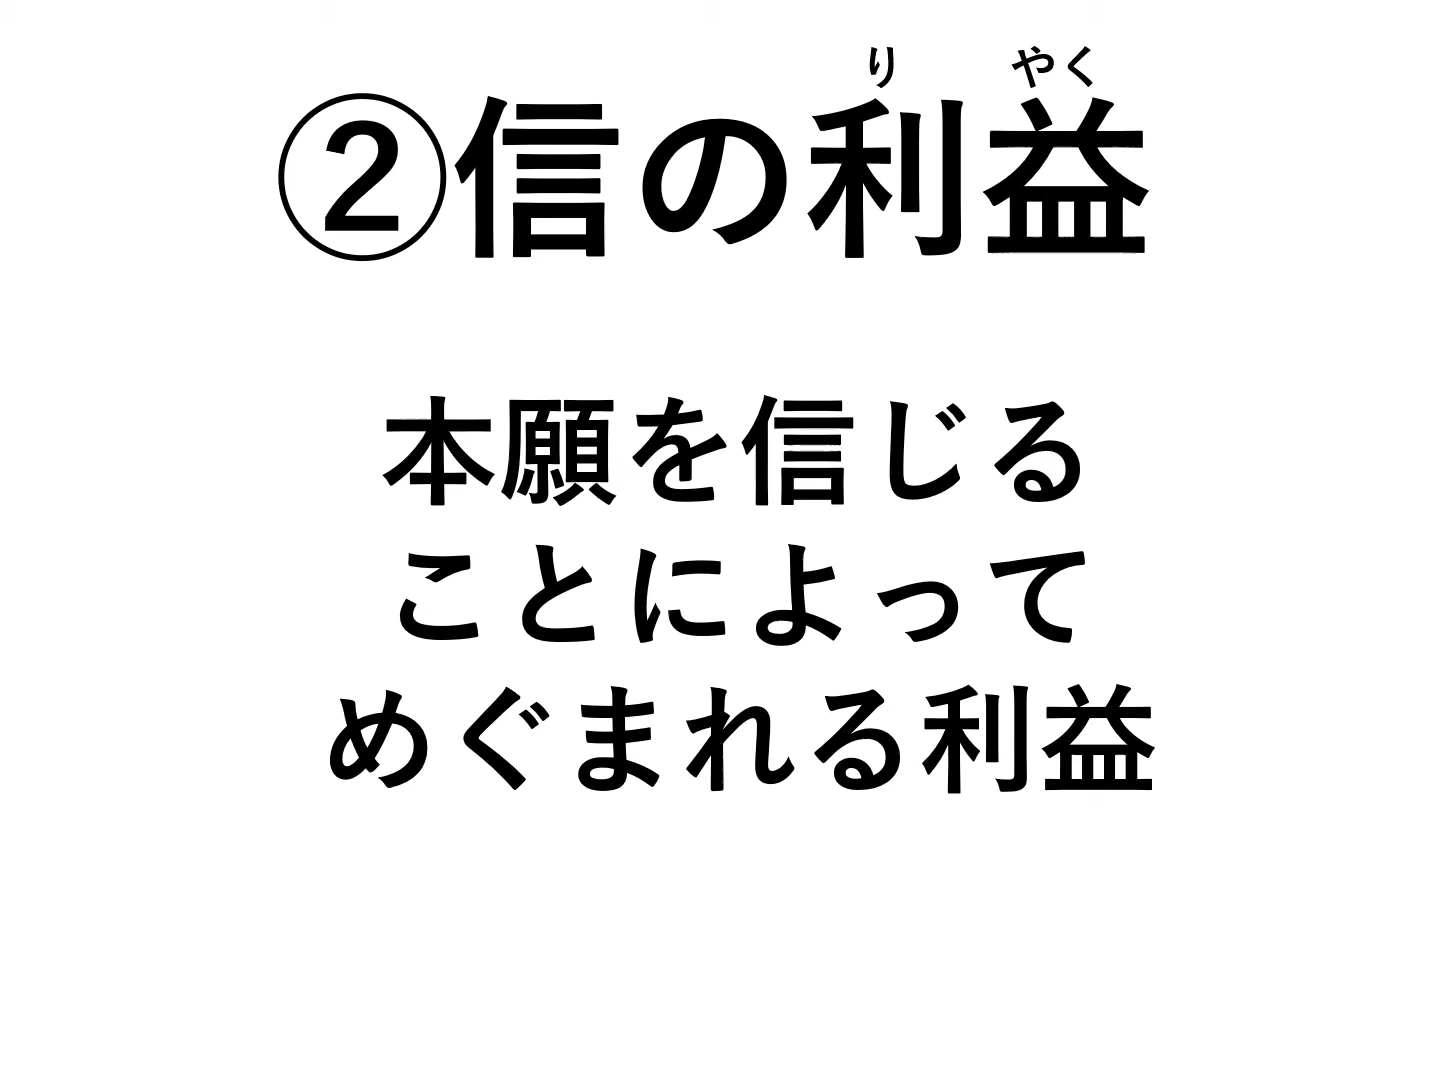 り やく
②信の利益
本願を信じる
ことによって
めぐまれる利益